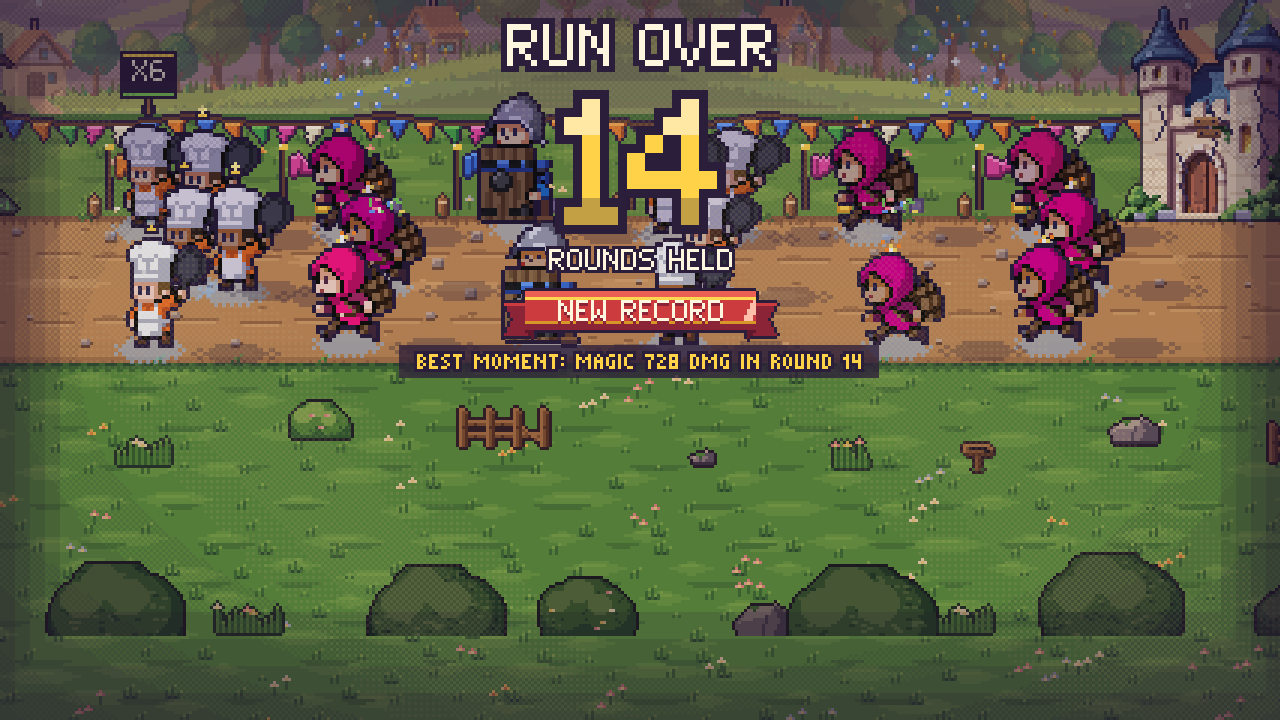 RUN OVER
X6
14
ROUNDS HELD
NEW RECORD
BEST MOMENT: MAGIC 728 DMG IN ROUND 14